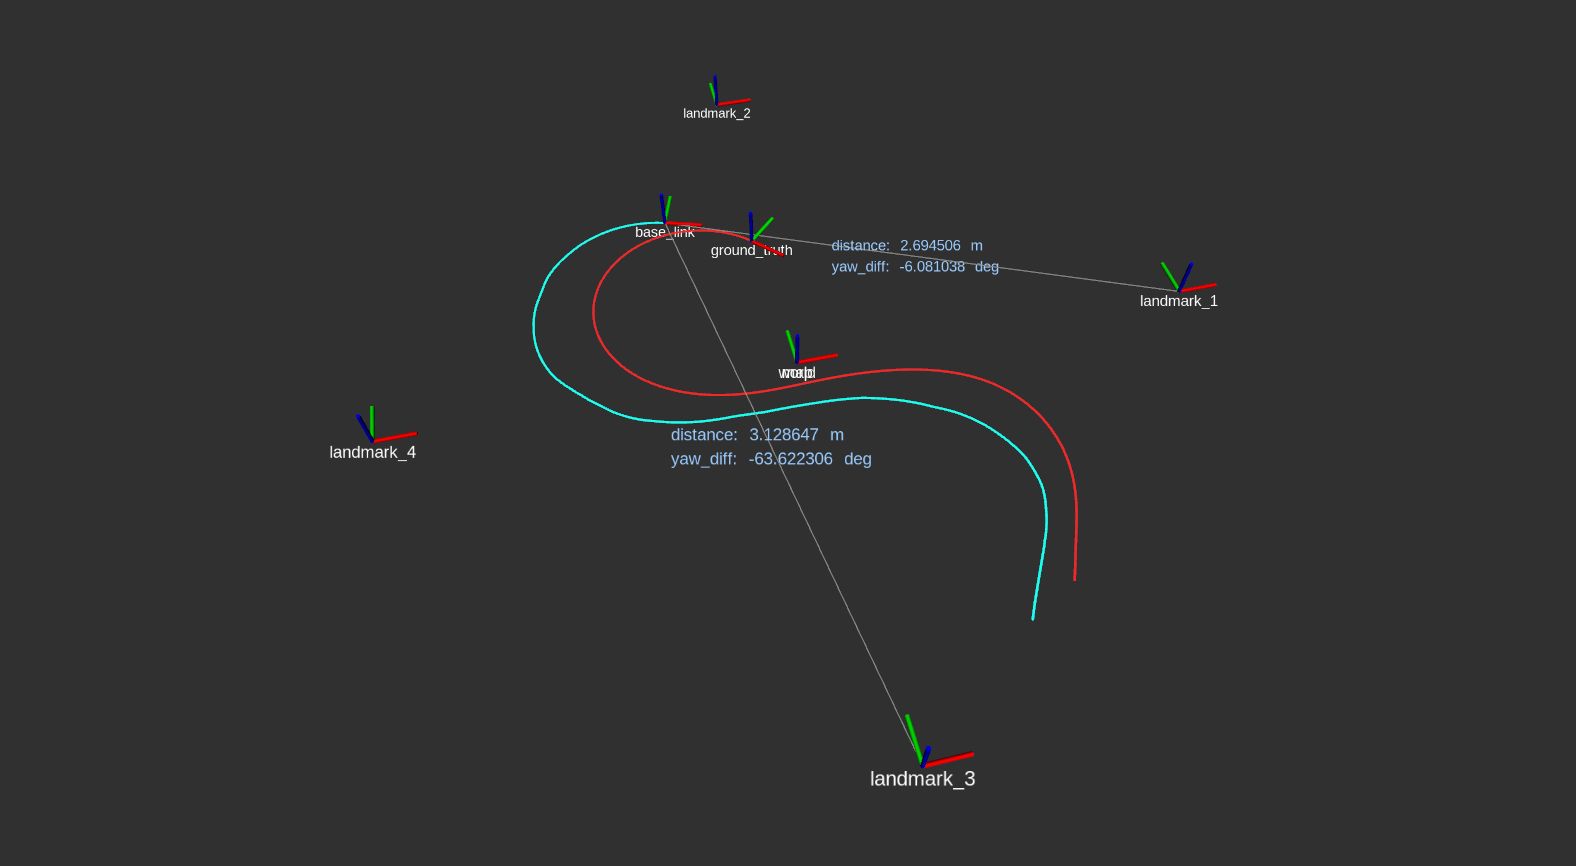 landmark_2
base_link
ground_truth
distance: 2.694506 m
yaw_diff: -6.081038 deg
landmark_1
world
map
distance: 3.128647 m
yaw_diff: -63.622306 deg
landmark_4
landmark_3